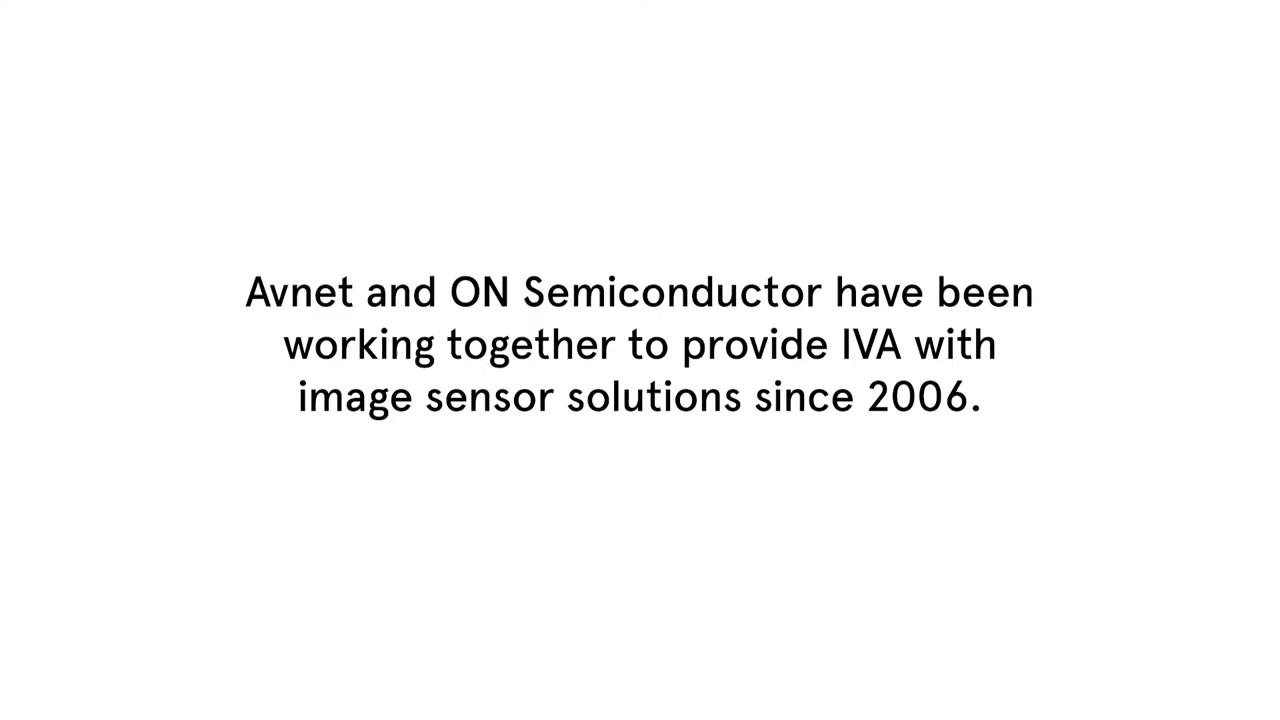 Avnet and ON Semiconductor have been
working together to provide IVA with
image sensor solutions since 2006.